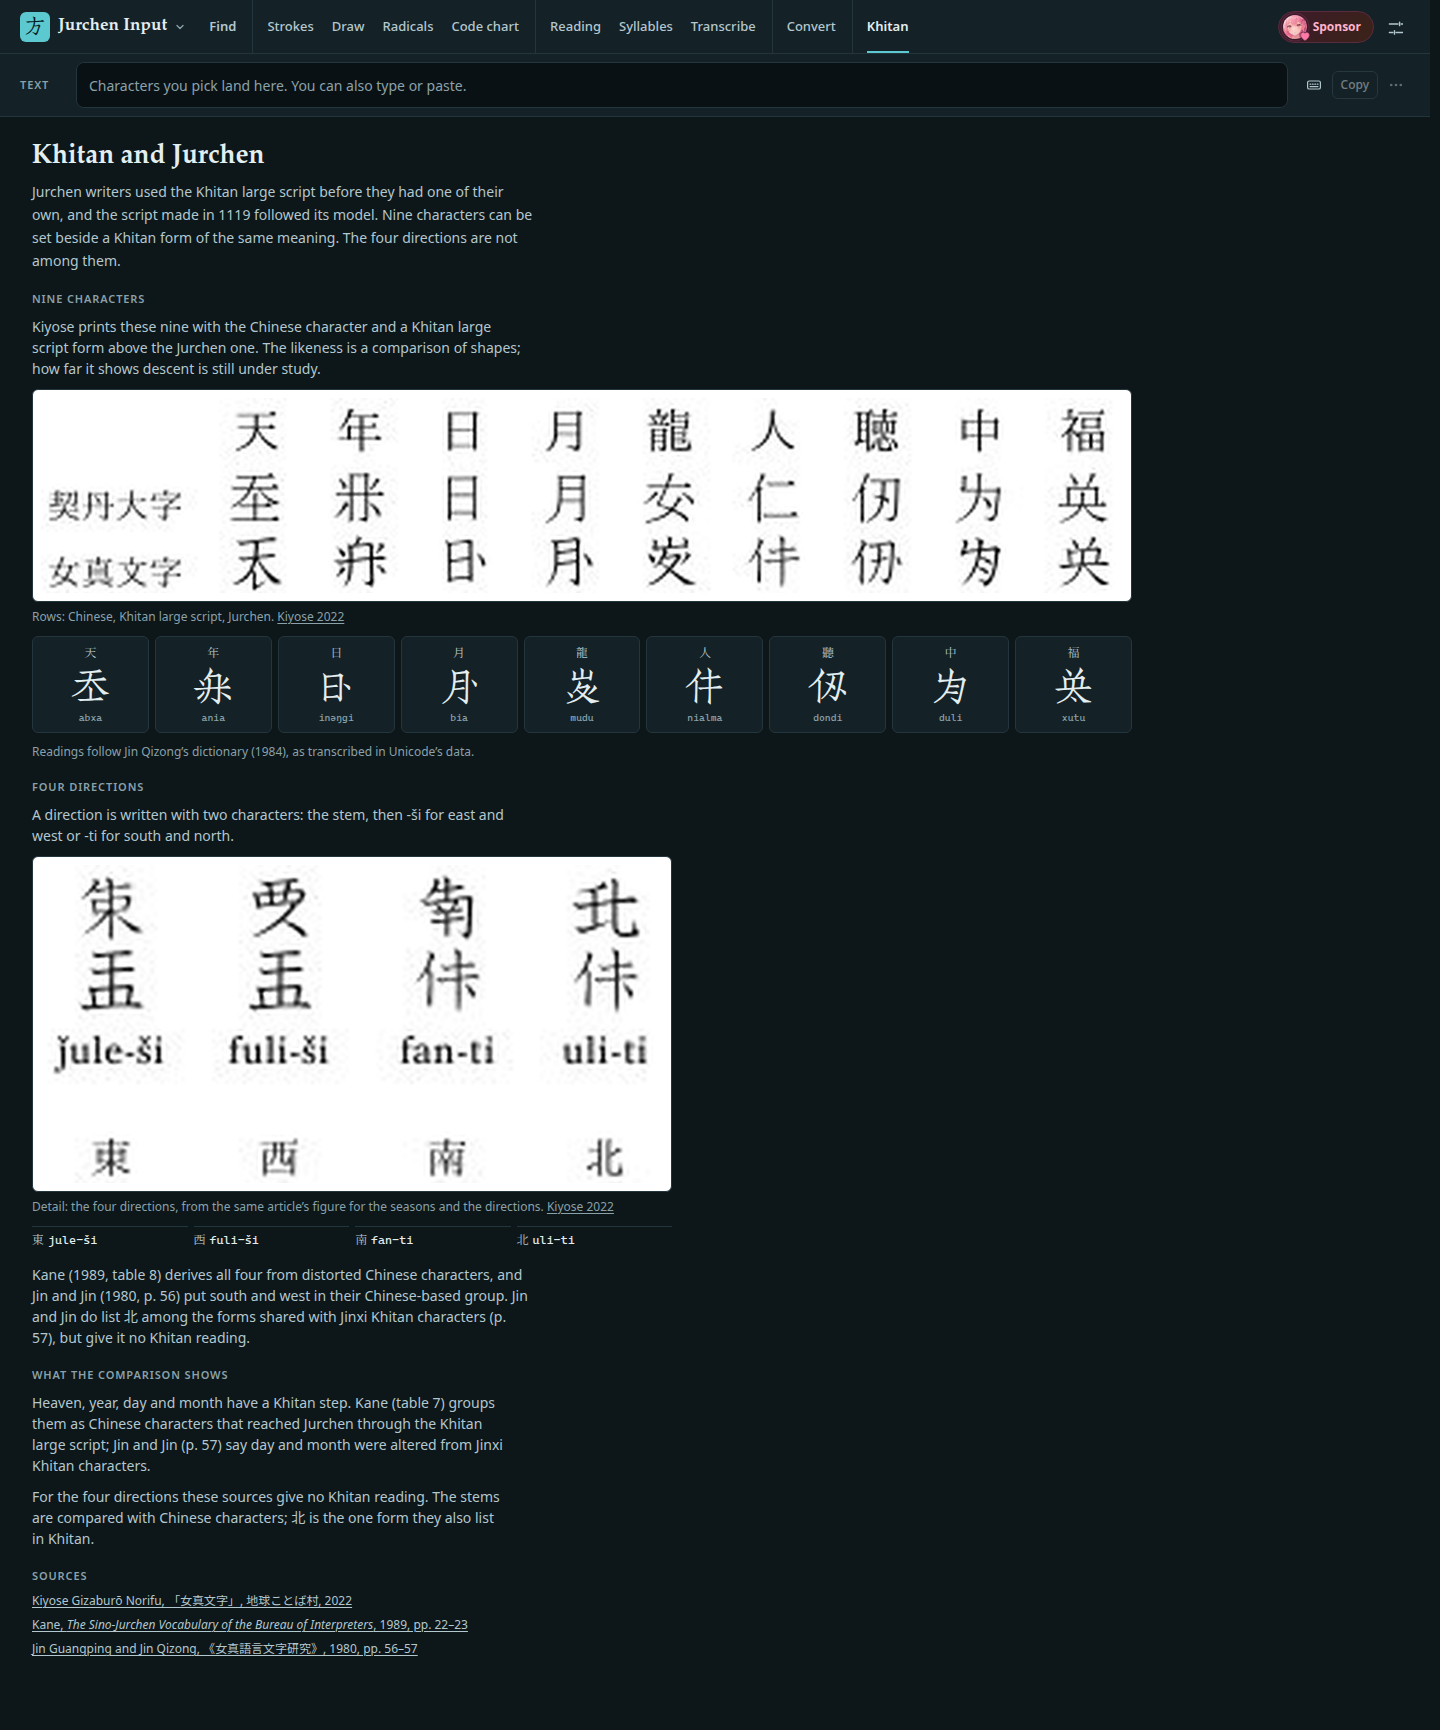 方 Jurchen Input Find Strokes Draw Radicals Code chart Reading Syllables Transcribe Convert Khitan Sponsor
TEXT Characters you pick land here. You can also type or paste. Copy
Khitan and Jurchen
Jurchen writers used the Khitan large script before they had one of their
own, and the script made in 1119 followed its model. Nine characters can be
set beside a Khitan form of the same meaning. The four directions are not
among them.
NINE CHARACTERS
Kiyose prints these nine with the Chinese character and a Khitan large
script form above the Jurchen one. The likeness is a comparison of shapes;
how far it shows descent is still under study.
天 年 日 月 龍 人 聴 中 福
契丹大字 日 月 仁 为
女真文字
Rows: Chinese, Khitan large script, Jurchen. Kiyose 2022
天 年 日 月 龍 人 聽 中 福
abxa ania inəŋgi bia mudu nialma dondi duli xutu
Readings follow Jin Qizong’s dictionary (1984), as transcribed in Unicode’s data.
FOUR DIRECTIONS
A direction is written with two characters: the stem, then -ši for east and
west or -ti for south and north.
ǰule-ši fuli-ši fan-ti uli-ti
東 西 南 北
Detail: the four directions, from the same article’s figure for the seasons and the directions. Kiyose 2022
東 jule-ši 西 fuli-ši 南 fan-ti 北 uli-ti
Kane (1989, table 8) derives all four from distorted Chinese characters, and
Jin and Jin (1980, p. 56) put south and west in their Chinese-based group. Jin
and Jin do list 北 among the forms shared with Jinxi Khitan characters (p.
57), but give it no Khitan reading.
WHAT THE COMPARISON SHOWS
Heaven, year, day and month have a Khitan step. Kane (table 7) groups
them as Chinese characters that reached Jurchen through the Khitan
large script; Jin and Jin (p. 57) say day and month were altered from Jinxi
Khitan characters.
For the four directions these sources give no Khitan reading. The stems
are compared with Chinese characters; 北 is the one form they also list
in Khitan.
SOURCES
Kiyose Gizaburō Norifu, 「女真文字」, 地球ことば村, 2022
Kane, The Sino-Jurchen Vocabulary of the Bureau of Interpreters, 1989, pp. 22–23
Jin Guangping and Jin Qizong, 《女真語言文字研究》, 1980, pp. 56–57